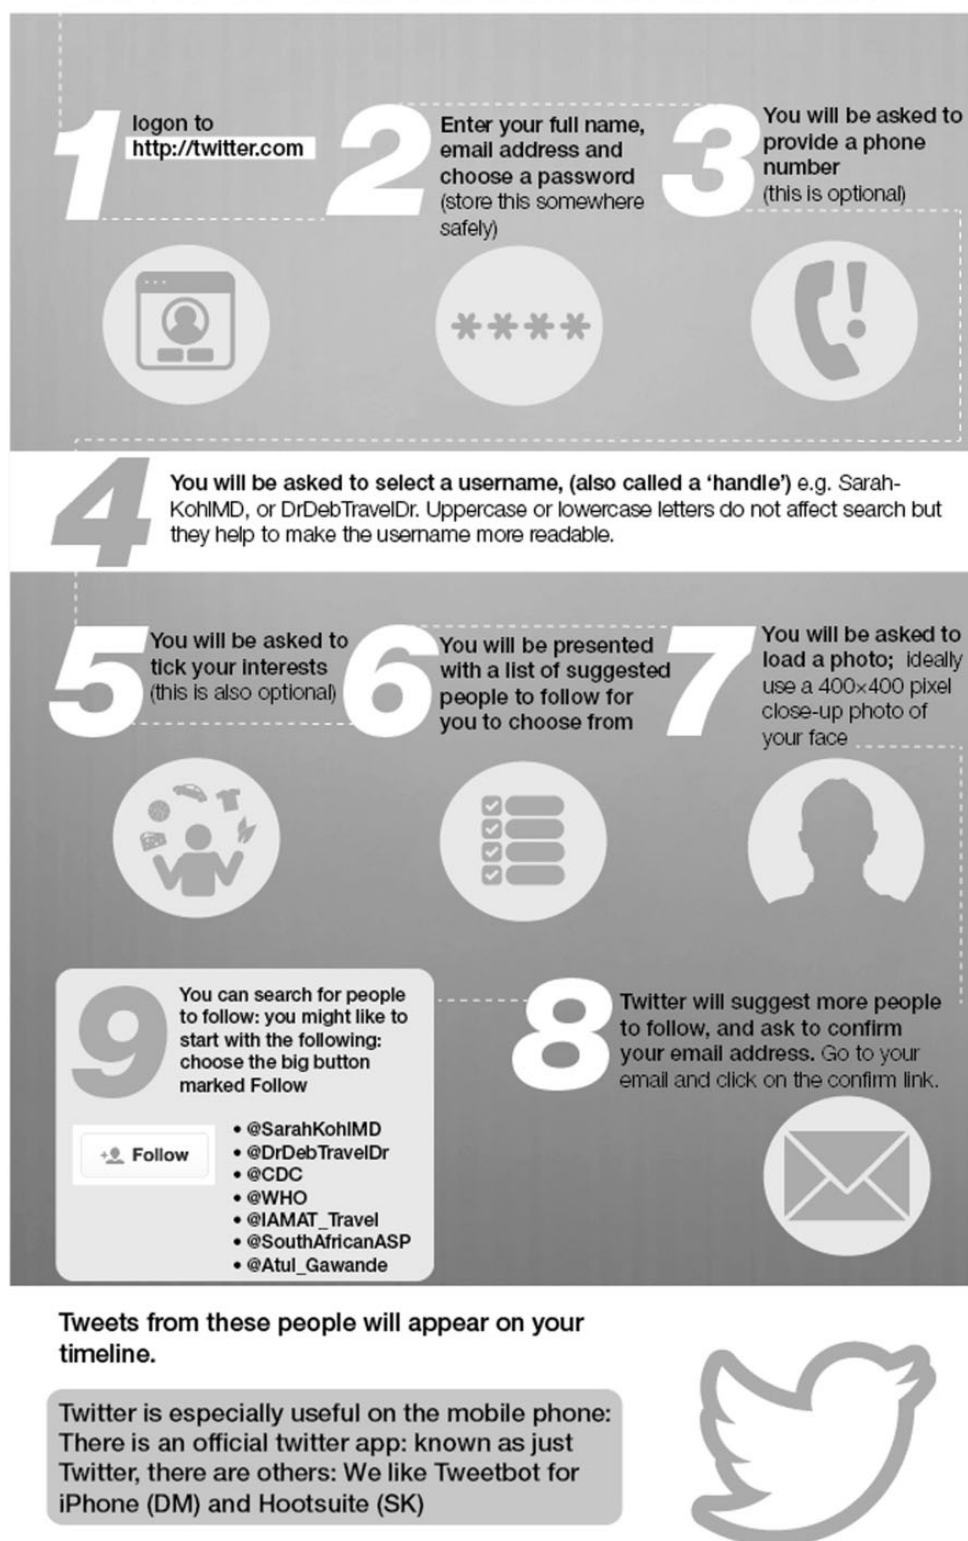 1
logon to
http://twitter.com
2
Enter your full name,
email address and
choose a password
(store this somewhere
safely)
3
You will be asked to
provide a phone
number
(this is optional)
****
4
You will be asked to select a username, (also called a ‘handle’) e.g. Sarah-
KohlMD, or DrDebTravelDr. Uppercase or lowercase letters do not affect search but
they help to make the username more readable.
5
You will be asked to
tick your interests
(this is also optional)
6
You will be presented
with a list of suggested
people to follow for
you to choose from
7
You will be asked to
load a photo; ideally
use a 400×400 pixel
close-up photo of
your face
8
Twitter will suggest more people
to follow, and ask to confirm
your email address. Go to your
email and click on the confirm link.
9
You can search for people
to follow: you might like to
start with the following:
choose the big button
marked Follow
Follow
• @SarahKohlMD
• @DrDebTravelDr
• @CDC
• @WHO
• @IAMAT_Travel
• @SouthAfricanASP
• @Atul_Gawande
Tweets from these people will appear on your
timeline.
Twitter is especially useful on the mobile phone:
There is an official twitter app: known as just
Twitter, there are others: We like Tweetbot for
iPhone (DM) and Hootsuite (SK)